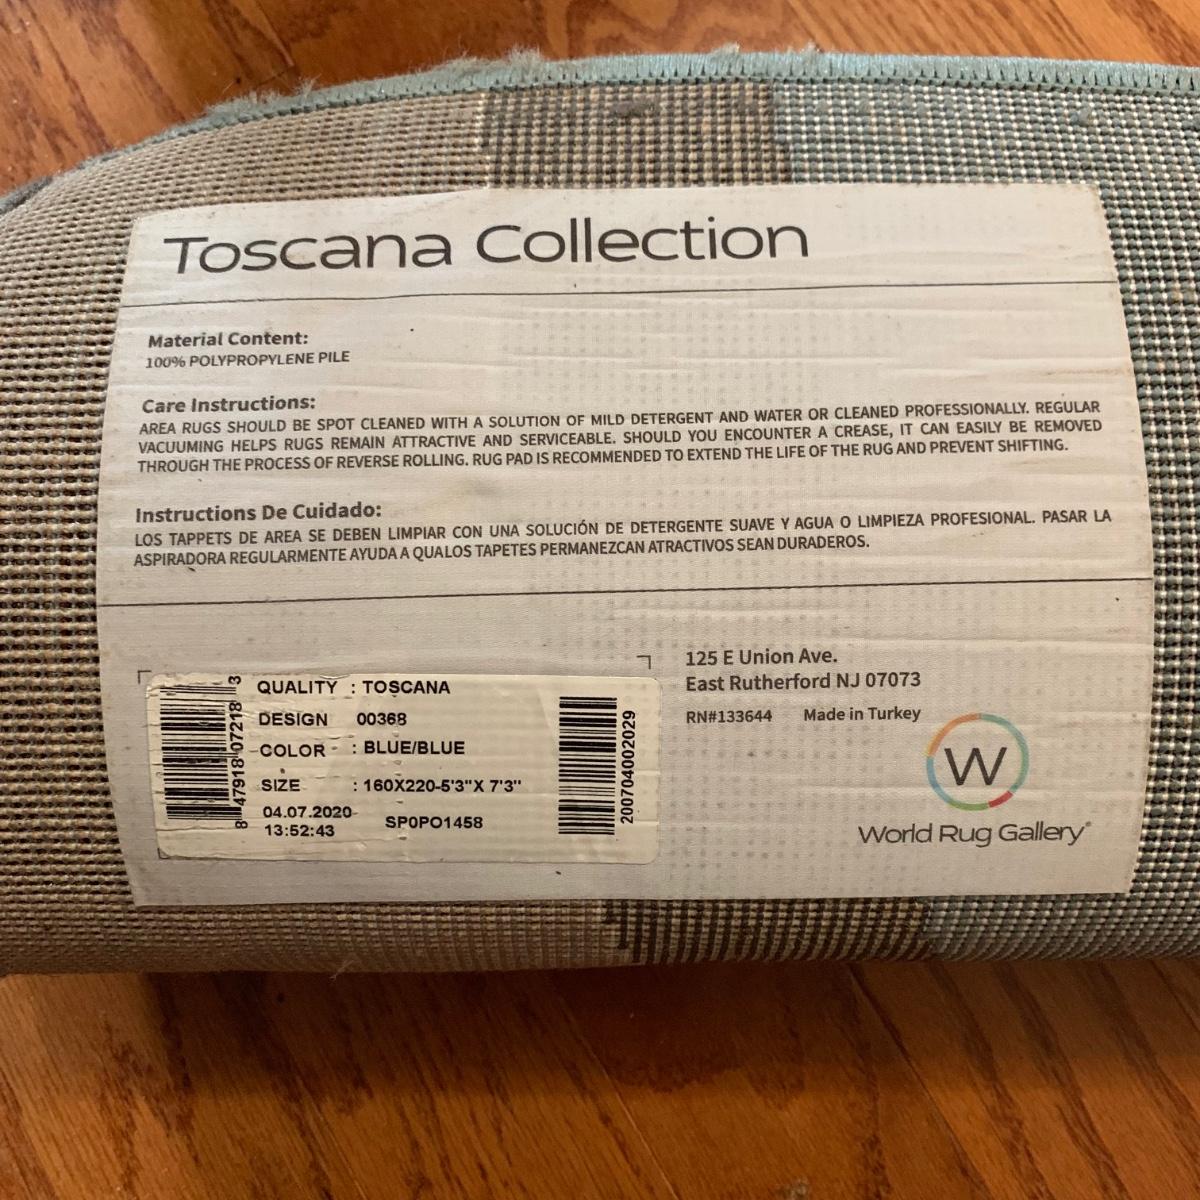 Toscana Collection
Material Content:
100% POLYPROPYLENE PILE
Care Instructions:
AREA RUGS SHOULD BE SPOT CLEANED WITH A SOLUTION OF MILD DETERGENT AND WATER OR CLEANED PROFESSIONALLY. REGULAR
VACUUMING HELPS RUGS REMAIN ATTRACTIVE AND SERVICEABLE. SHOULD YOU ENCOUNTER A CREASE, IT CAN EASILY BE REMOVED
THROUGH THE PROCESS OF REVERSE ROLLING. RUG PAD IS RECOMMENDED TO EXTEND THE LIFE OF THE RUG AND PREVENT SHIFTING.
Instructions De Cuidado:
LOS TAPPETS DE AREA SE DEBEN LIMPIAR CON UNA SOLUCIÓN DE DETERGENTE SUAVE Y AGUA O LIMPIEZA PROFESIONAL. PASAR LA
ASPIRADORA REGULARMENTE AYUDA A QUALOS TAPETES PERMANEZCAN ATRACTIVOS SEAN DURADEROS.
8 47918 07218 3
QUALITY : TOSCANA
DESIGN 00368
COLOR : BLUE/BLUE
SIZE : 160X220-5'3"X 7'3"
04.07.2020
13:52:43
SP0PO1458
200704002029
125 E Union Ave.
East Rutherford NJ 07073
RN#133644 Made in Turkey
W
World Rug Gallery®